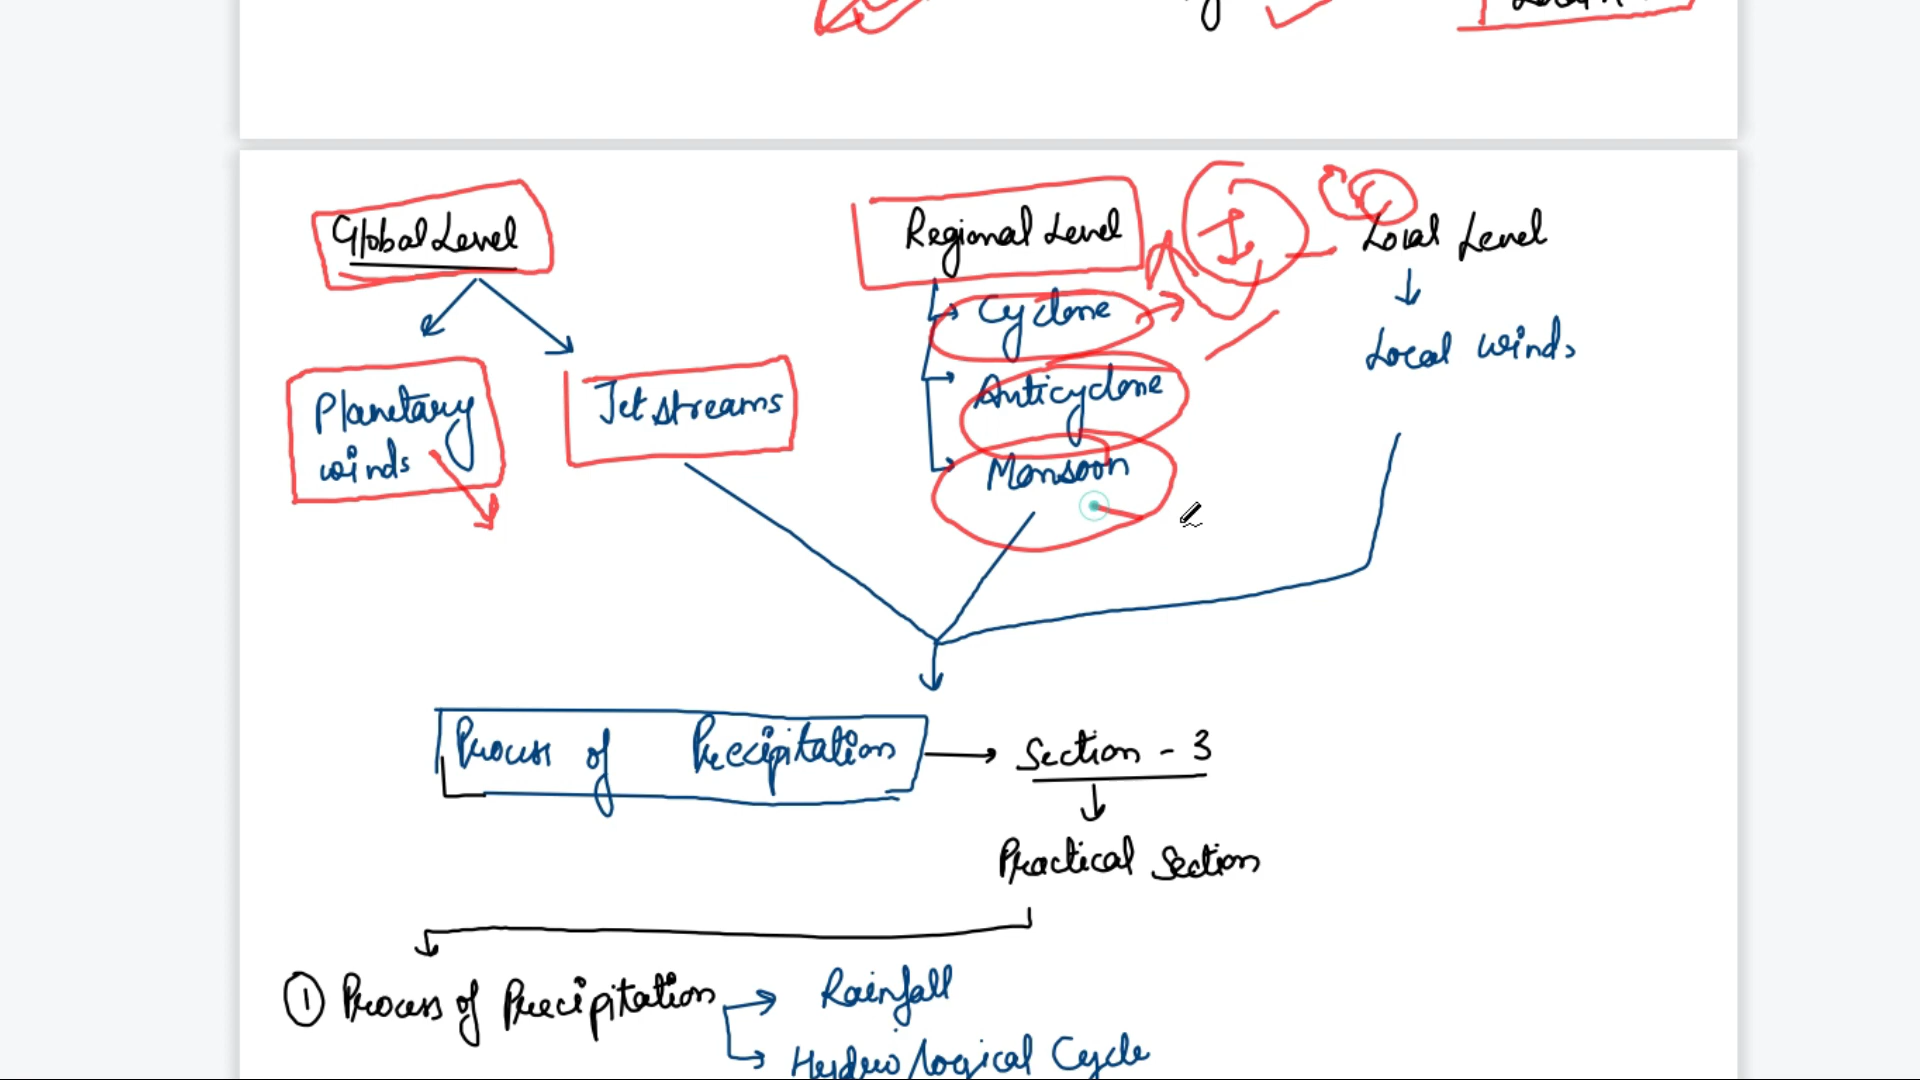 Global Level
Regional Level
Local Level
Cyclone
Local winds
Planetary
winds
Jet streams
Anticyclone
Monsoon
Process of Precipitation
Section - 3
Practical Section
① Process of Precipitation
Rainfall
Hydrological Cycle